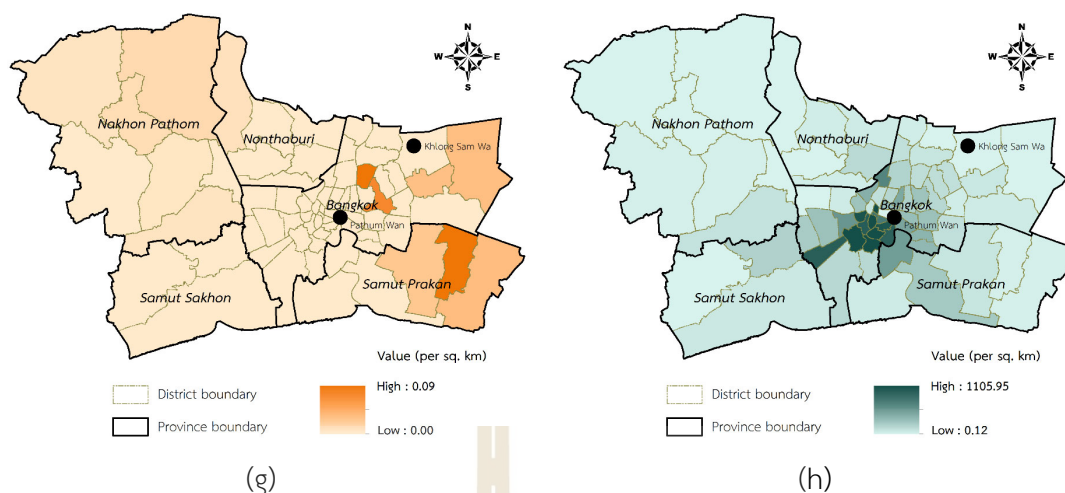 N
W E
S
Nakhon Pathom
Nonthaburi
Khlong Sam Wa
Bangkok
Pathum Wan
Samut Sakhon
Samut Prakan
Value (per sq. km)
High : 0.09
Low : 0.00
District boundary
Province boundary
(g)
N
W E
S
Nakhon Pathom
Nonthaburi
Khlong Sam Wa
Bangkok
Pathum Wan
Samut Sakhon
Samut Prakan
Value (per sq. km)
High : 1105.95
Low : 0.12
District boundary
Province boundary
(h)